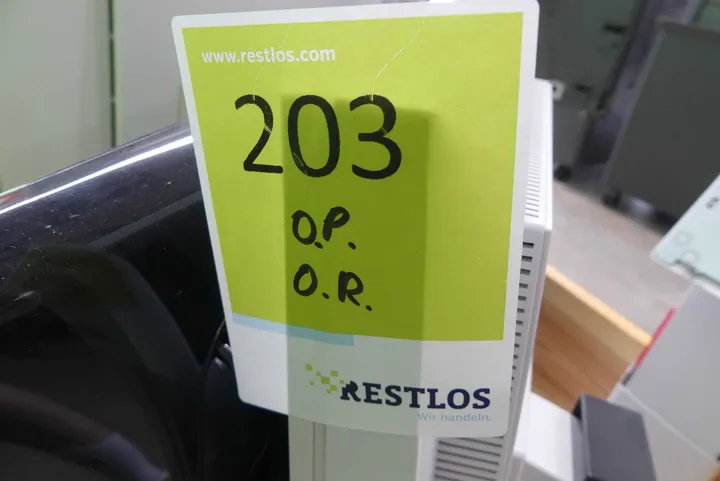 www.restlos.com
203
O.P.
O.R.
RESTLOS
Wir handeln.